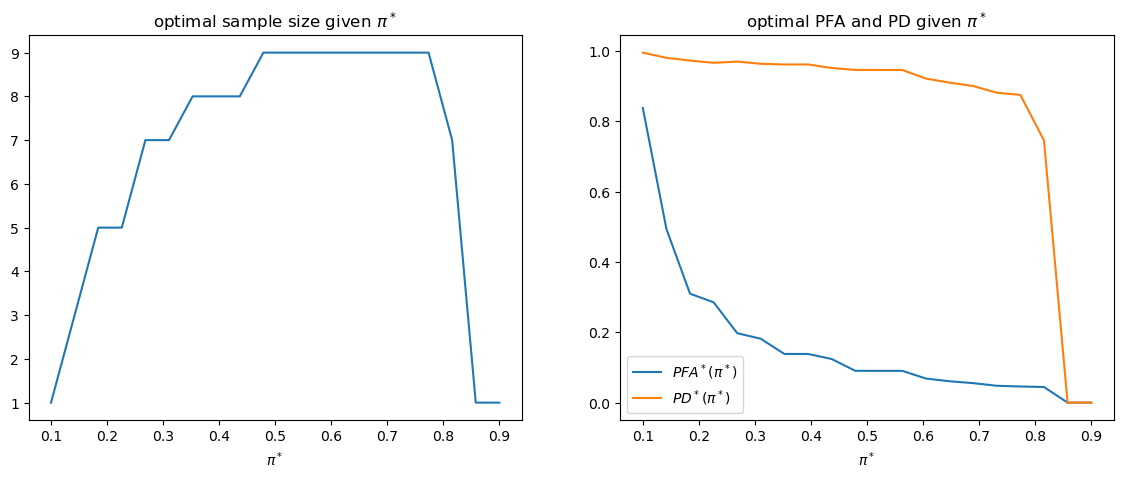 optimal sample size given π*
9
8
7
6
5
4
3
2
1
0.1 0.2 0.3 0.4 0.5 0.6 0.7 0.8 0.9
π*
optimal PFA and PD given π*
1.0
0.8
0.6
0.4
0.2
0.0
PFA*(π*)
PD*(π*)
0.1 0.2 0.3 0.4 0.5 0.6 0.7 0.8 0.9
π*